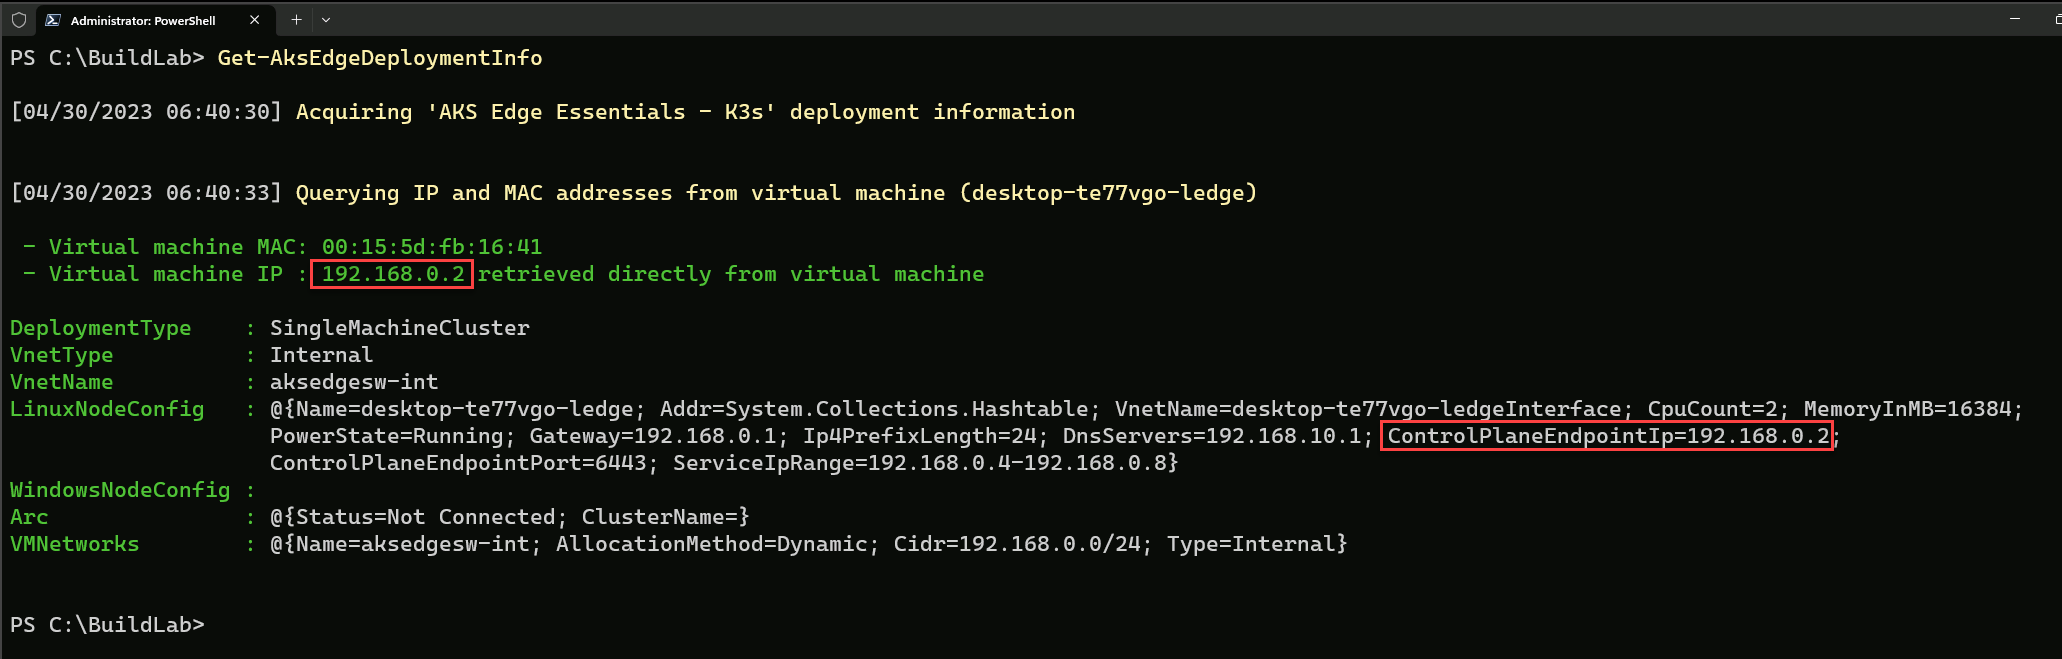 Administrator: PowerShell
PS C:\BuildLab> Get-AksEdgeDeploymentInfo
[04/30/2023 06:40:30] Acquiring 'AKS Edge Essentials - K3s' deployment information
[04/30/2023 06:40:33] Querying IP and MAC addresses from virtual machine (desktop-te77vgo-ledge)
- Virtual machine MAC: 00:15:5d:fb:16:41
- Virtual machine IP : 192.168.0.2 retrieved directly from virtual machine
DeploymentType : SingleMachineCluster
VnetType : Internal
VnetName : aksedgesw-int
LinuxNodeConfig : @{Name=desktop-te77vgo-ledge; Addr=System.Collections.Hashtable; VnetName=desktop-te77vgo-ledgeInterface; CpuCount=2; MemoryInMB=16384;
PowerState=Running; Gateway=192.168.0.1; Ip4PrefixLength=24; DnsServers=192.168.10.1; ControlPlaneEndpointIp=192.168.0.2;
ControlPlaneEndpointPort=6443; ServiceIpRange=192.168.0.4-192.168.0.8}
WindowsNodeConfig :
Arc : @{Status=Not Connected; ClusterName=}
VMNetworks : @{Name=aksedgesw-int; AllocationMethod=Dynamic; Cidr=192.168.0.0/24; Type=Internal}
PS C:\BuildLab>